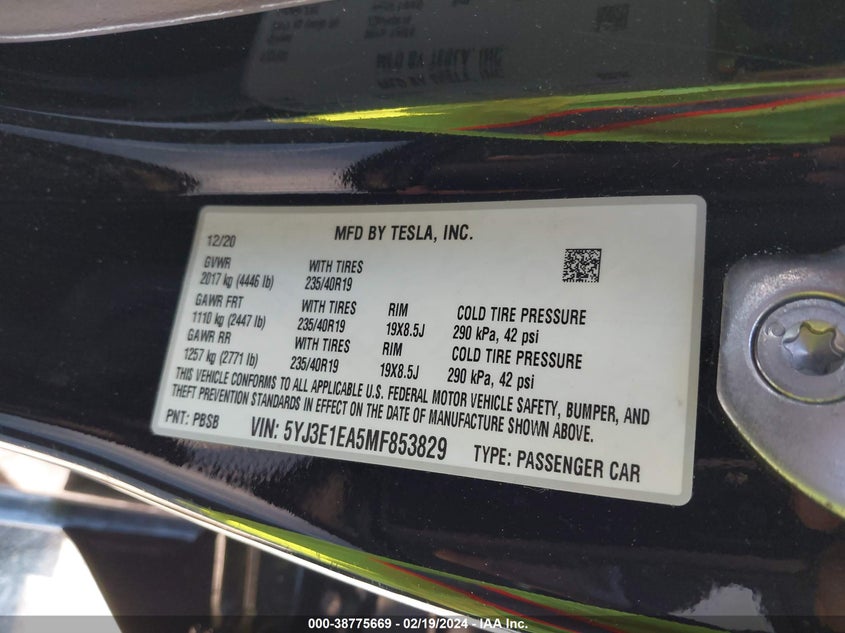 MFD BY TESLA, INC.
12/20
MFD BY TESLA, INC.
GVWR
2017 kg (4446 lb)
WITH TIRES
235/40R19
GAWR FRT
1110 kg (2447 lb)
WITH TIRES
235/40R19
RIM
19X8.5J
COLD TIRE PRESSURE
290 kPa, 42 psi
GAWR RR
1257 kg (2771 lb)
WITH TIRES
235/40R19
RIM
19X8.5J
COLD TIRE PRESSURE
290 kPa, 42 psi
THIS VEHICLE CONFORMS TO ALL APPLICABLE U.S. FEDERAL MOTOR VEHICLE SAFETY, BUMPER, AND
THEFT PREVENTION STANDARDS IN EFFECT ON THE DATE OF MANUFACTURE SHOWN ABOVE.
PNT: PBSB
VIN: 5YJ3E1EA5MF853829
TYPE: PASSENGER CAR
000-38775669 - 02/19/2024 - IAA Inc.